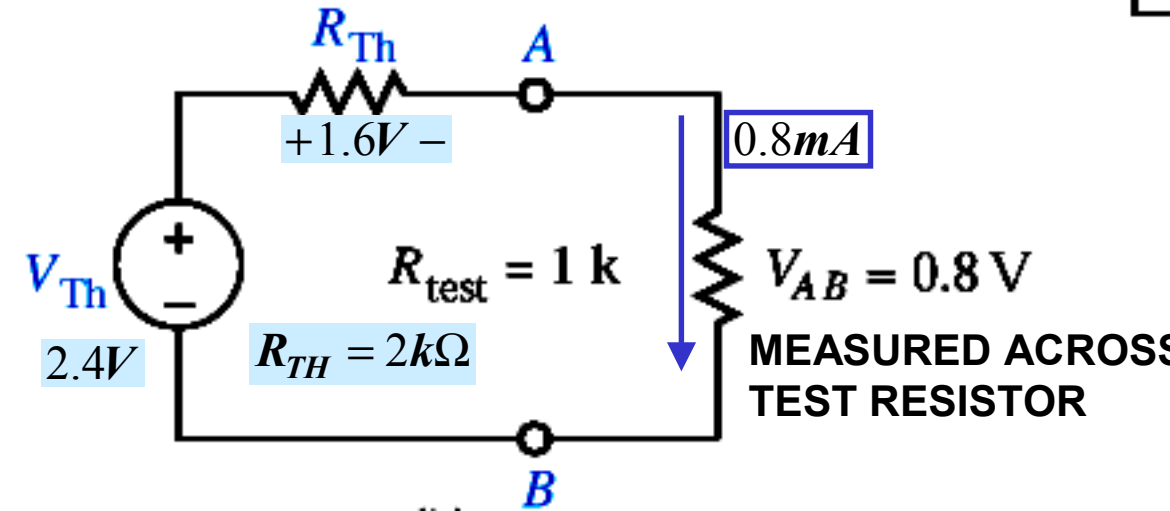 R_Th
A
+1.6V −
0.8mA
+
−
V_Th
2.4V
R_test = 1 k
V_AB = 0.8 V
R_TH = 2kΩ
MEASURED ACROSS
TEST RESISTOR
B